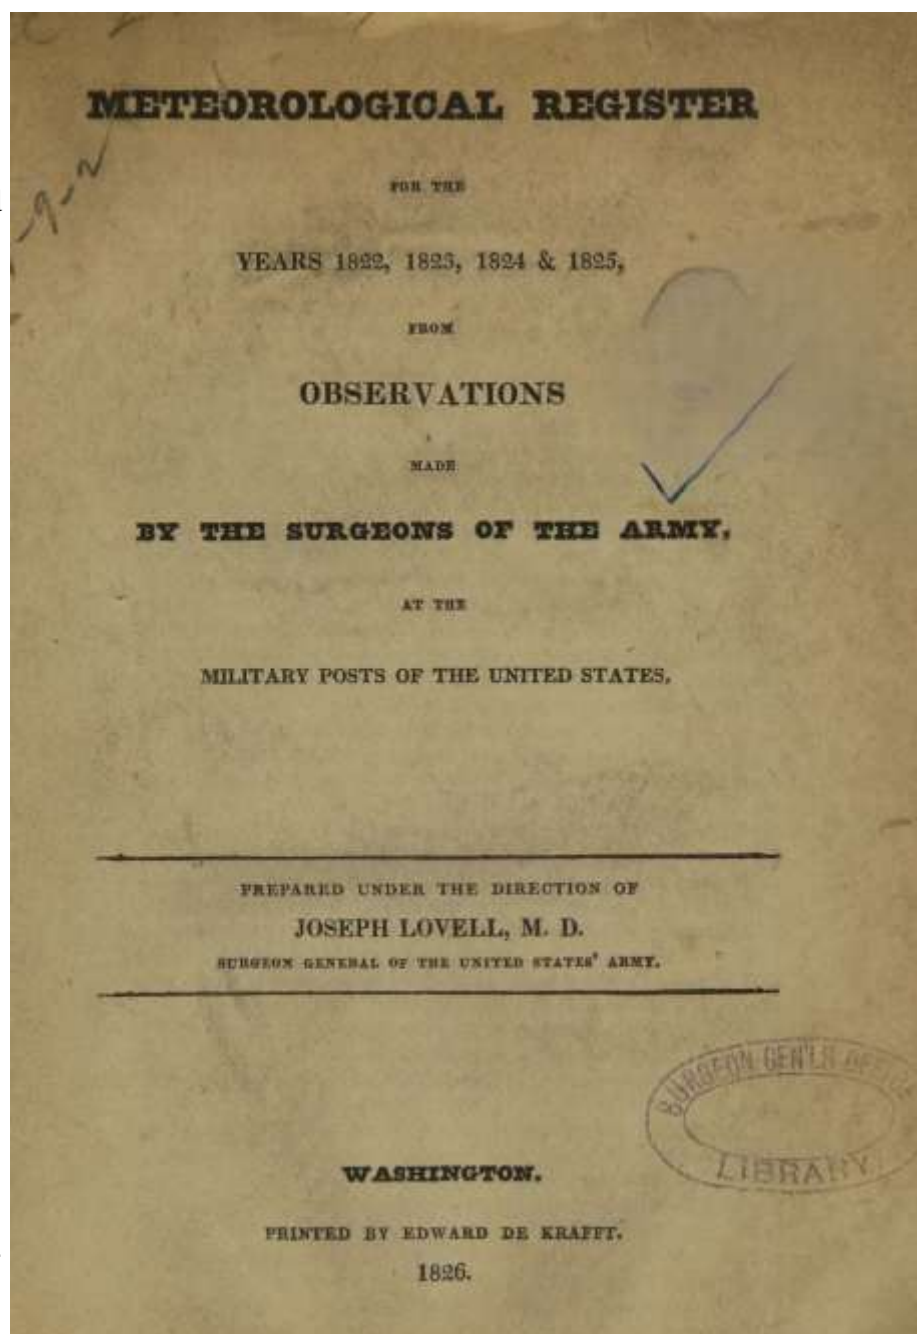 METEOROLOGICAL REGISTER
FOR THE
YEARS 1822, 1823, 1824 & 1825,
FROM
OBSERVATIONS
MADE
BY THE SURGEONS OF THE ARMY,
AT THE
MILITARY POSTS OF THE UNITED STATES,
PREPARED UNDER THE DIRECTION OF
JOSEPH LOVELL, M. D.
SURGEON GENERAL OF THE UNITED STATES' ARMY.
SURGEON GEN'LS OFFICE
LIBRARY
WASHINGTON.
PRINTED BY EDWARD DE KRAFFT.
1826.